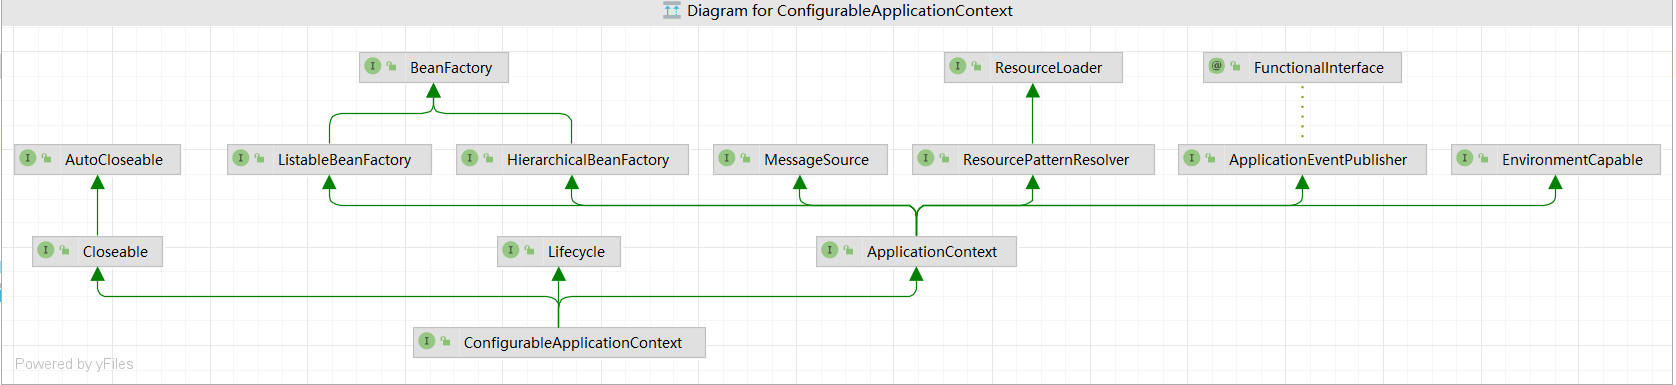 Diagram for ConfigurableApplicationContext
I BeanFactory
I ResourceLoader
@ FunctionalInterface
I AutoCloseable
I ListableBeanFactory
I HierarchicalBeanFactory
I MessageSource
I ResourcePatternResolver
I ApplicationEventPublisher
I EnvironmentCapable
I Closeable
I Lifecycle
I ApplicationContext
I ConfigurableApplicationContext
Powered by yFiles